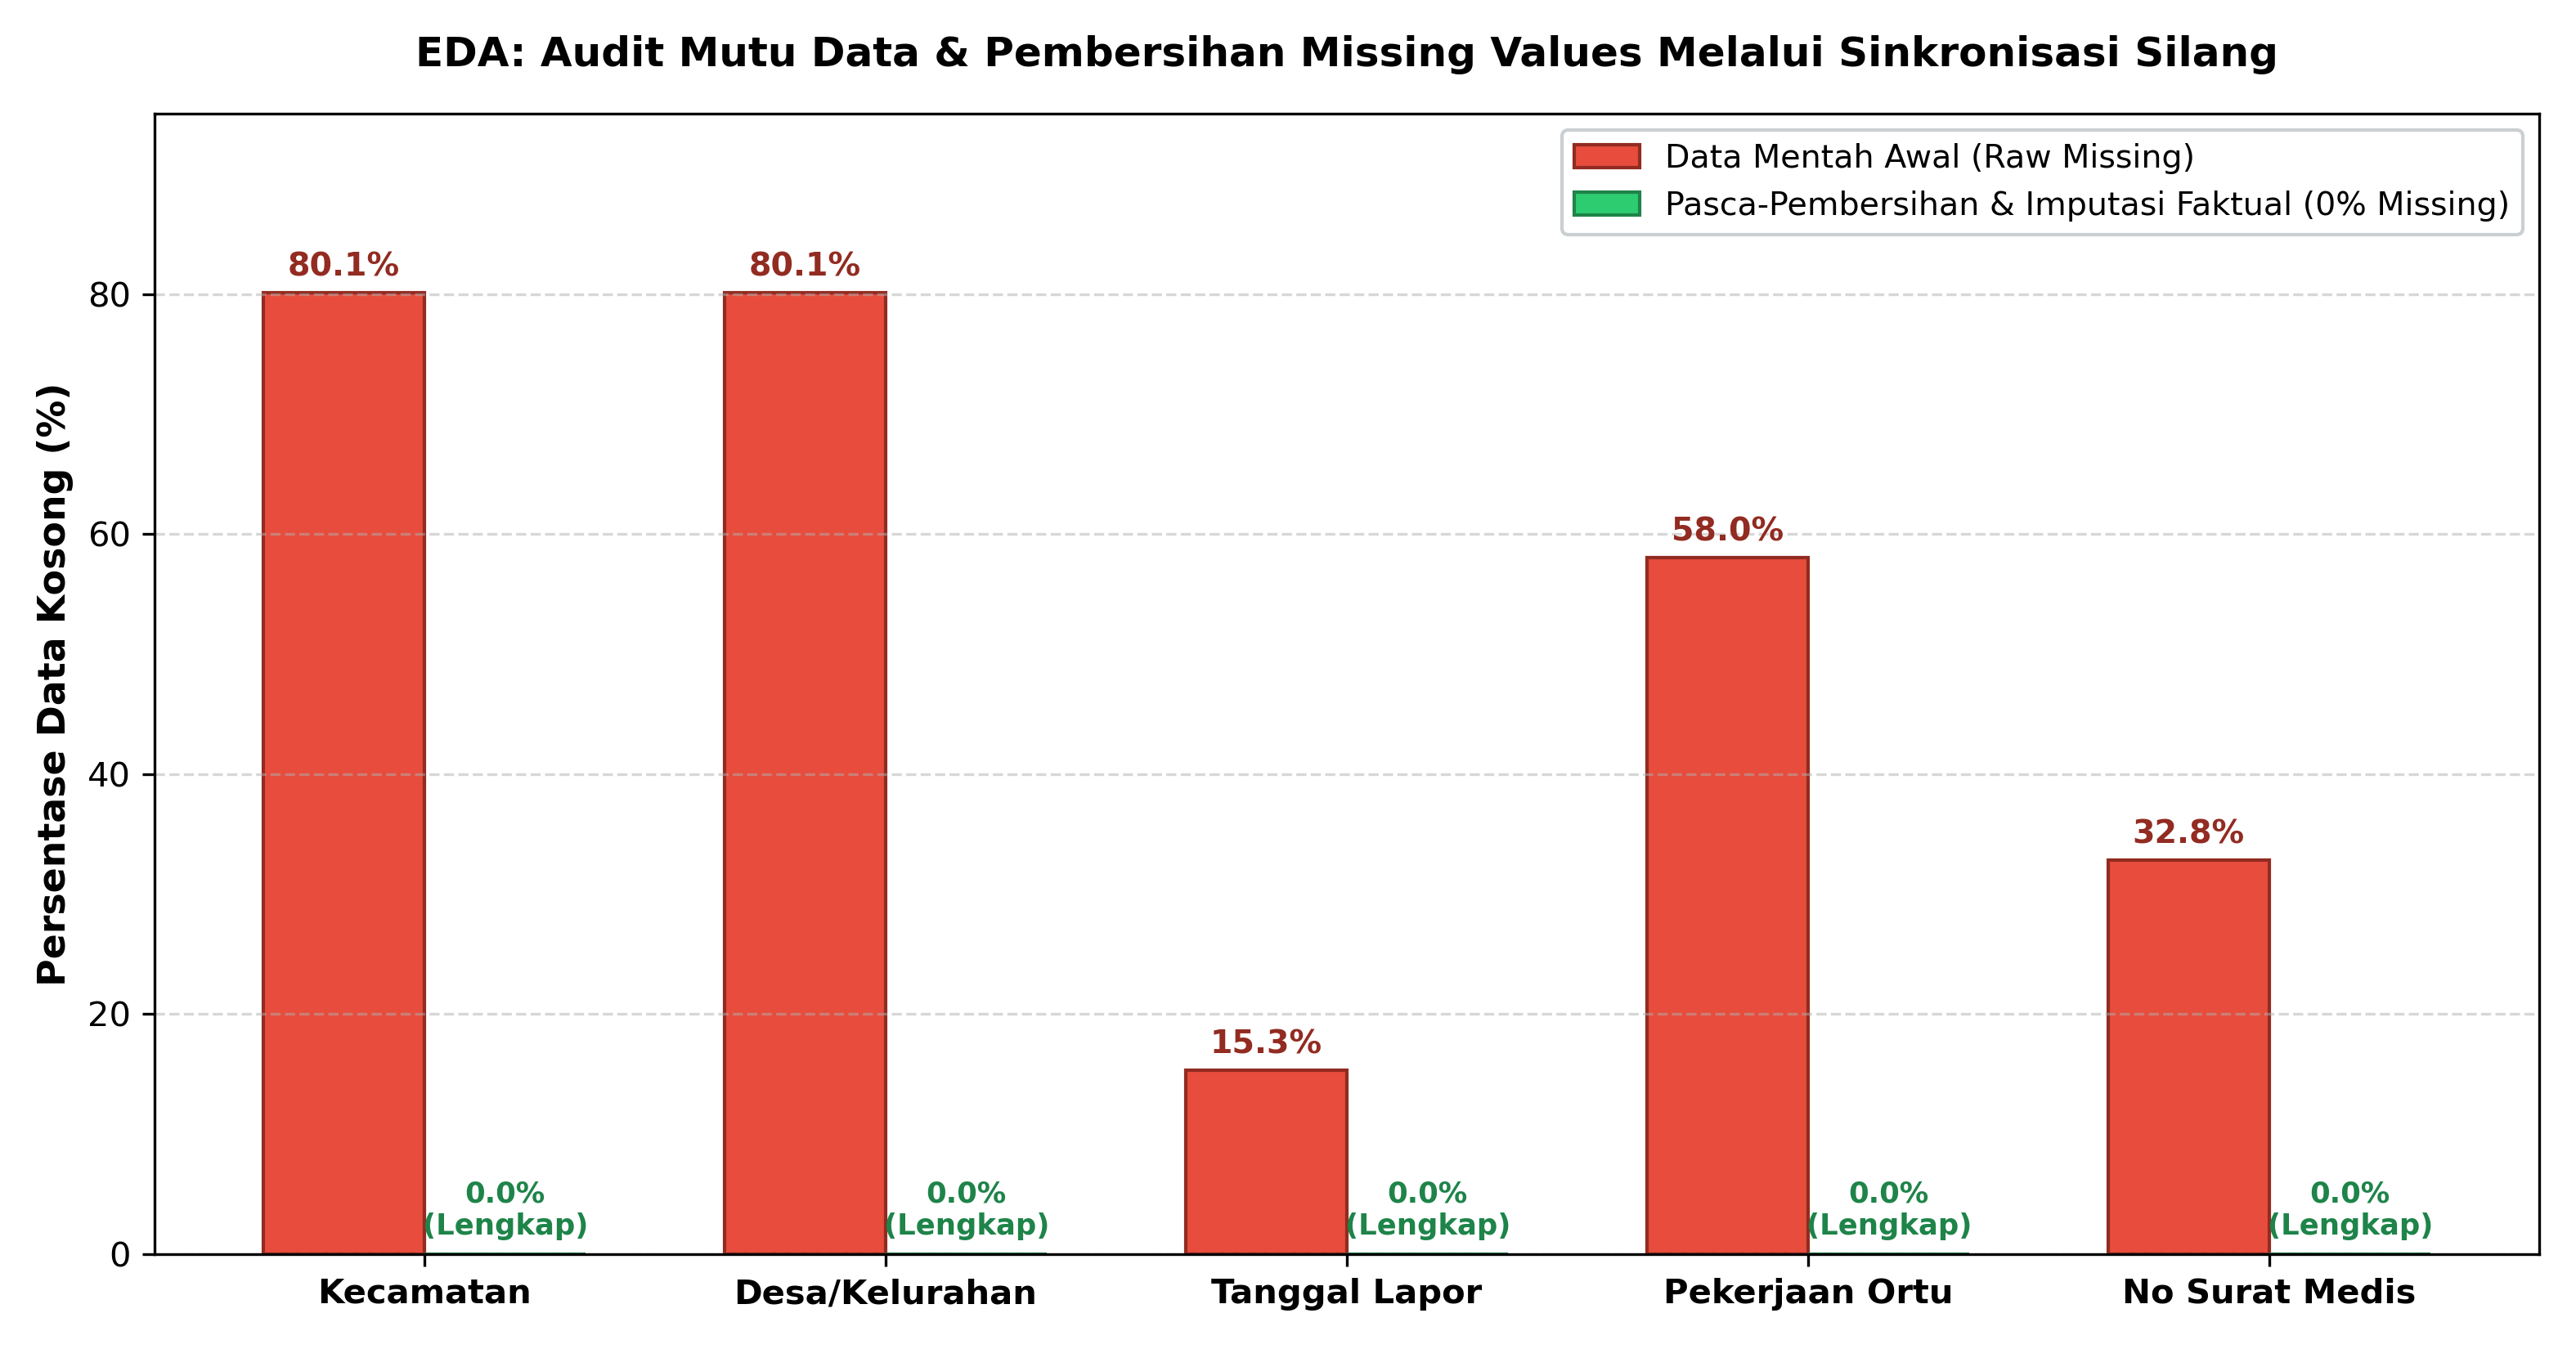 EDA: Audit Mutu Data & Pembersihan Missing Values Melalui Sinkronisasi Silang
Data Mentah Awal (Raw Missing)
Pasca-Pembersihan & Imputasi Faktual (0% Missing)
Persentase Data Kosong (%)
80
60
40
20
0
80.1%
80.1%
15.3%
58.0%
32.8%
0.0%
(Lengkap)
0.0%
(Lengkap)
0.0%
(Lengkap)
0.0%
(Lengkap)
0.0%
(Lengkap)
Kecamatan
Desa/Kelurahan
Tanggal Lapor
Pekerjaan Ortu
No Surat Medis